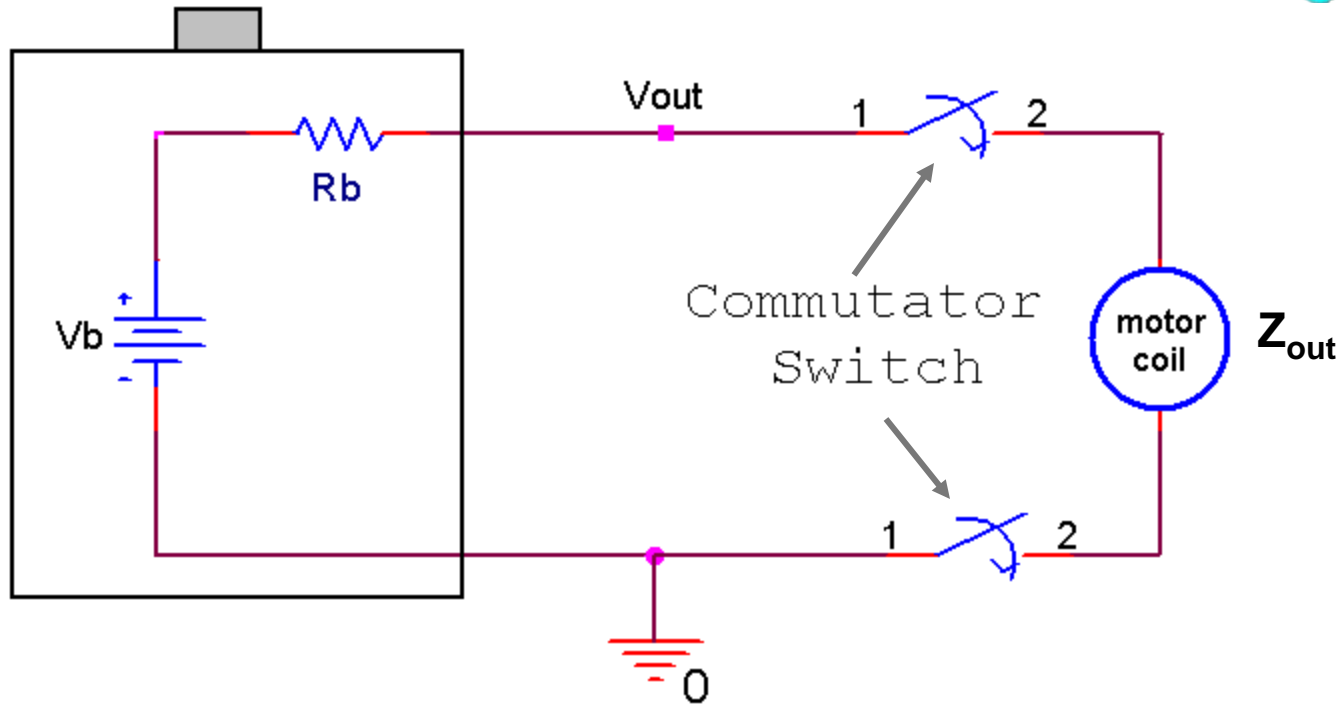 Vout
1
2
Rb
+
Vb
-
Commutator
Switch
motor
coil
Zout
1
2
0